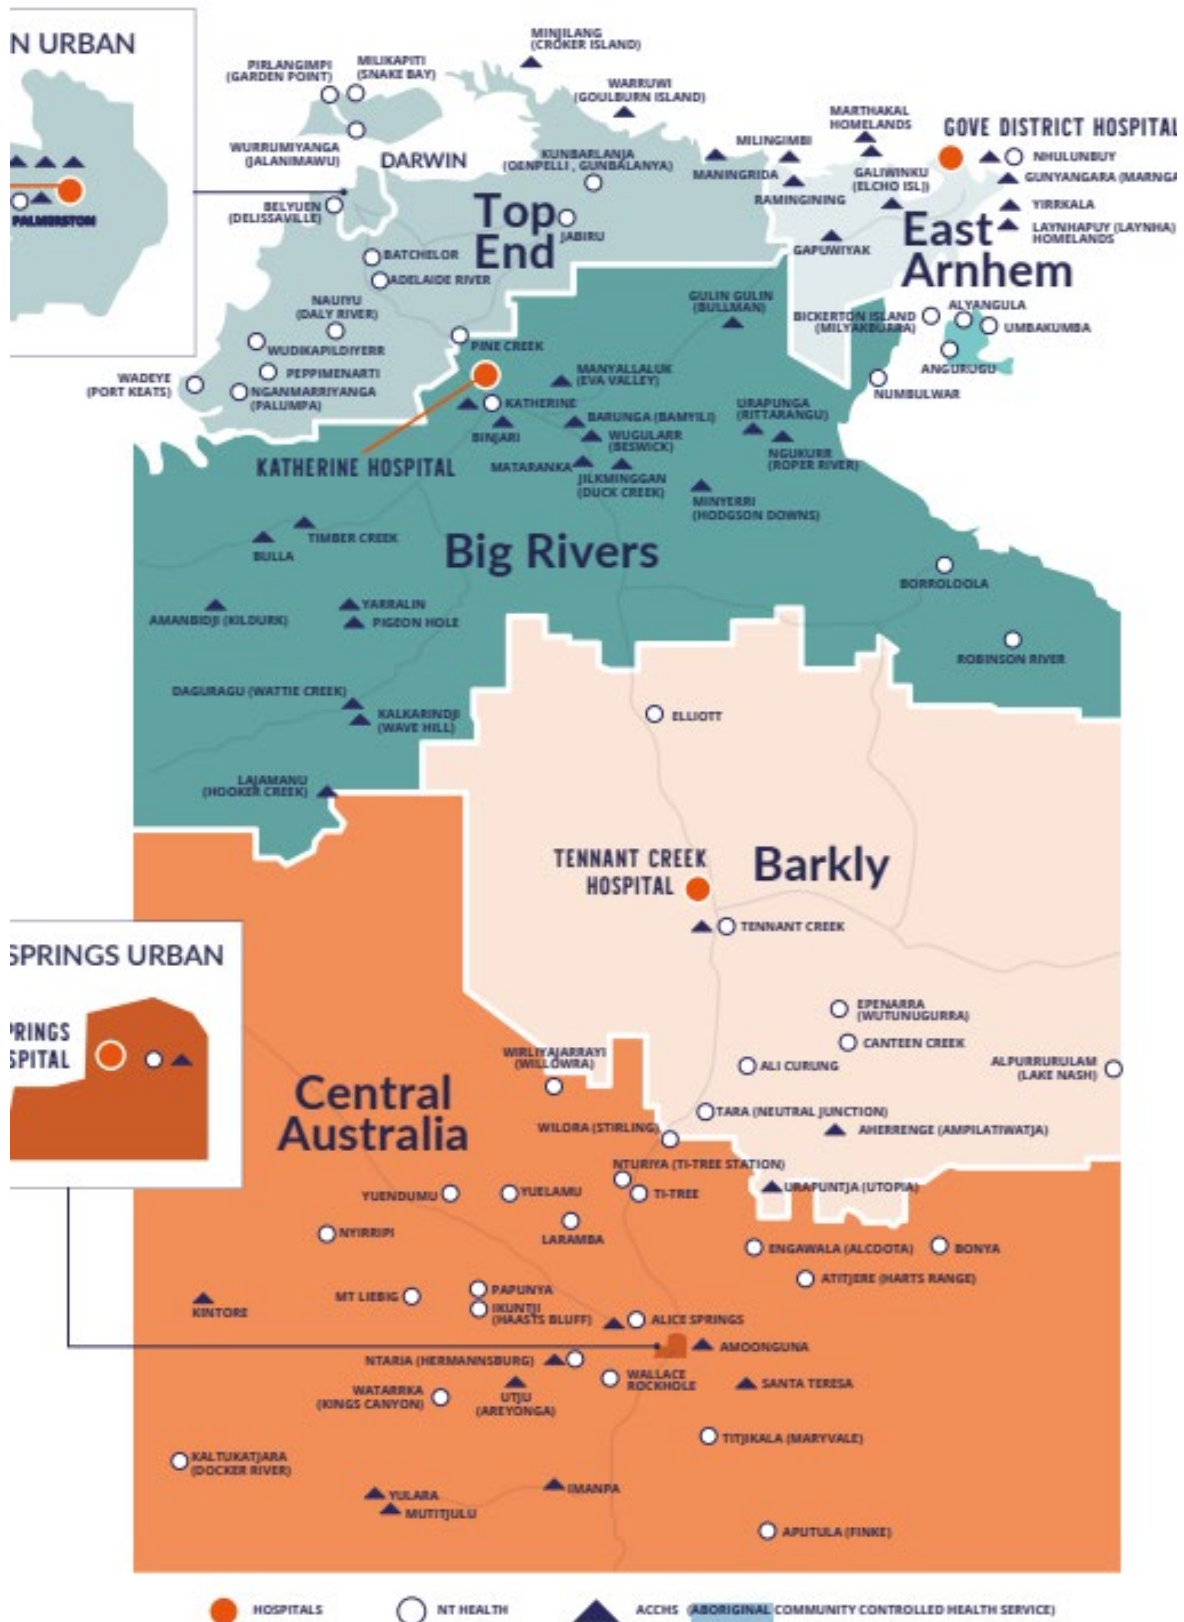 N URBAN
PALMERSTON
MINJILANG
(CROKER ISLAND)
PIRLANGIMPI
(GARDEN POINT)
MILIKAPITI
(SNAKE BAY)
WARRUWI
(GOULBURN ISLAND)
MARTHAKAL
HOMELANDS
GOVE DISTRICT HOSPITAL
WURRUMIYANGA
(JALANIMAWU)
DARWIN
KUNBARLANJA
(OENPELLI , GUNBALANYA)
MILINGIMBI
MANINGRIDA
NHULUNBUY
GALIWINKU
(ELCHO ISL))
GUNYANGARA (MARNGA
RAMINGINING
BELYUEN
(DELISSAVILLE)
Top
End
JABIRU
YIRRKALA
LAYNHAPUY (LAYNHA)
HOMELANDS
East
Arnhem
GAPUWIYAK
BATCHELOR
ADELAIDE RIVER
NAUIYU
(DALY RIVER)
GULIN GULIN
(BULLMAN)
BICKERTON ISLAND
(MILYAKBURRA)
ALYANGULA
UMBAKUMBA
ANGURUGU
NUMBULWAR
WUDIKAPILDIYERR
PINE CREEK
PEPPIMENARTI
WADEYE
(PORT KEATS)
NGANMARRIYANGA
(PALUMPA)
MANYALLALUK
(EVA VALLEY)
KATHERINE
BINJARI
BARUNGA (BAMYILI)
WUGULARR
(BESWICK)
URAPUNGA
(RITTARANGU)
NGUKURR
(ROPER RIVER)
KATHERINE HOSPITAL
MATARANKA
JILKMINGGAN
(DUCK CREEK)
MINYERRI
(HODGSON DOWNS)
TIMBER CREEK
BULLA
Big Rivers
BORROLOOLA
AMANBIDJI (KILDURK)
YARRALIN
PIGEON HOLE
ROBINSON RIVER
DAGURAGU (WATTIE CREEK)
KALKARINDJI
(WAVE HILL)
ELLIOTT
LAJAMANU
(HOOKER CREEK)
TENNANT CREEK
HOSPITAL
Barkly
TENNANT CREEK
SPRINGS URBAN
PRINGS
SPITAL
EPENARRA
(WUTUNUGURRA)
CANTEEN CREEK
WIRLIYAJARRAYI
(WILLOWRA)
ALI CURUNG
ALPURRURULAM
(LAKE NASH)
Central
Australia
TARA (NEUTRAL JUNCTION)
WILORA (STIRLING)
AHERRENGE (AMPILATIWATJA)
NTURIYA (TI-TREE STATION)
YUENDUMU
YUELAMU
TI-TREE
URAPUNTJA (UTOPIA)
NYIRRIPI
LARAMBA
ENGAWALA (ALCOOTA)
BONYA
ATITJERE (HARTS RANGE)
PAPUNYA
MT LIEBIG
IKUNTJI
(HAASTS BLUFF)
KINTORE
ALICE SPRINGS
AMOONGUNA
NTARIA (HERMANNSBURG)
WALLACE
ROCKHOLE
SANTA TERESA
WATARRKA
(KINGS CANYON)
UTJU
(AREYONGA)
TITJIKALA (MARYVALE)
KALTUKATJARA
(DOCKER RIVER)
YULARA
MUTITJULU
IMANPA
APUTULA (FINKE)
HOSPITALS
NT HEALTH
ACCHS (ABORIGINAL COMMUNITY CONTROLLED HEALTH SERVICE)